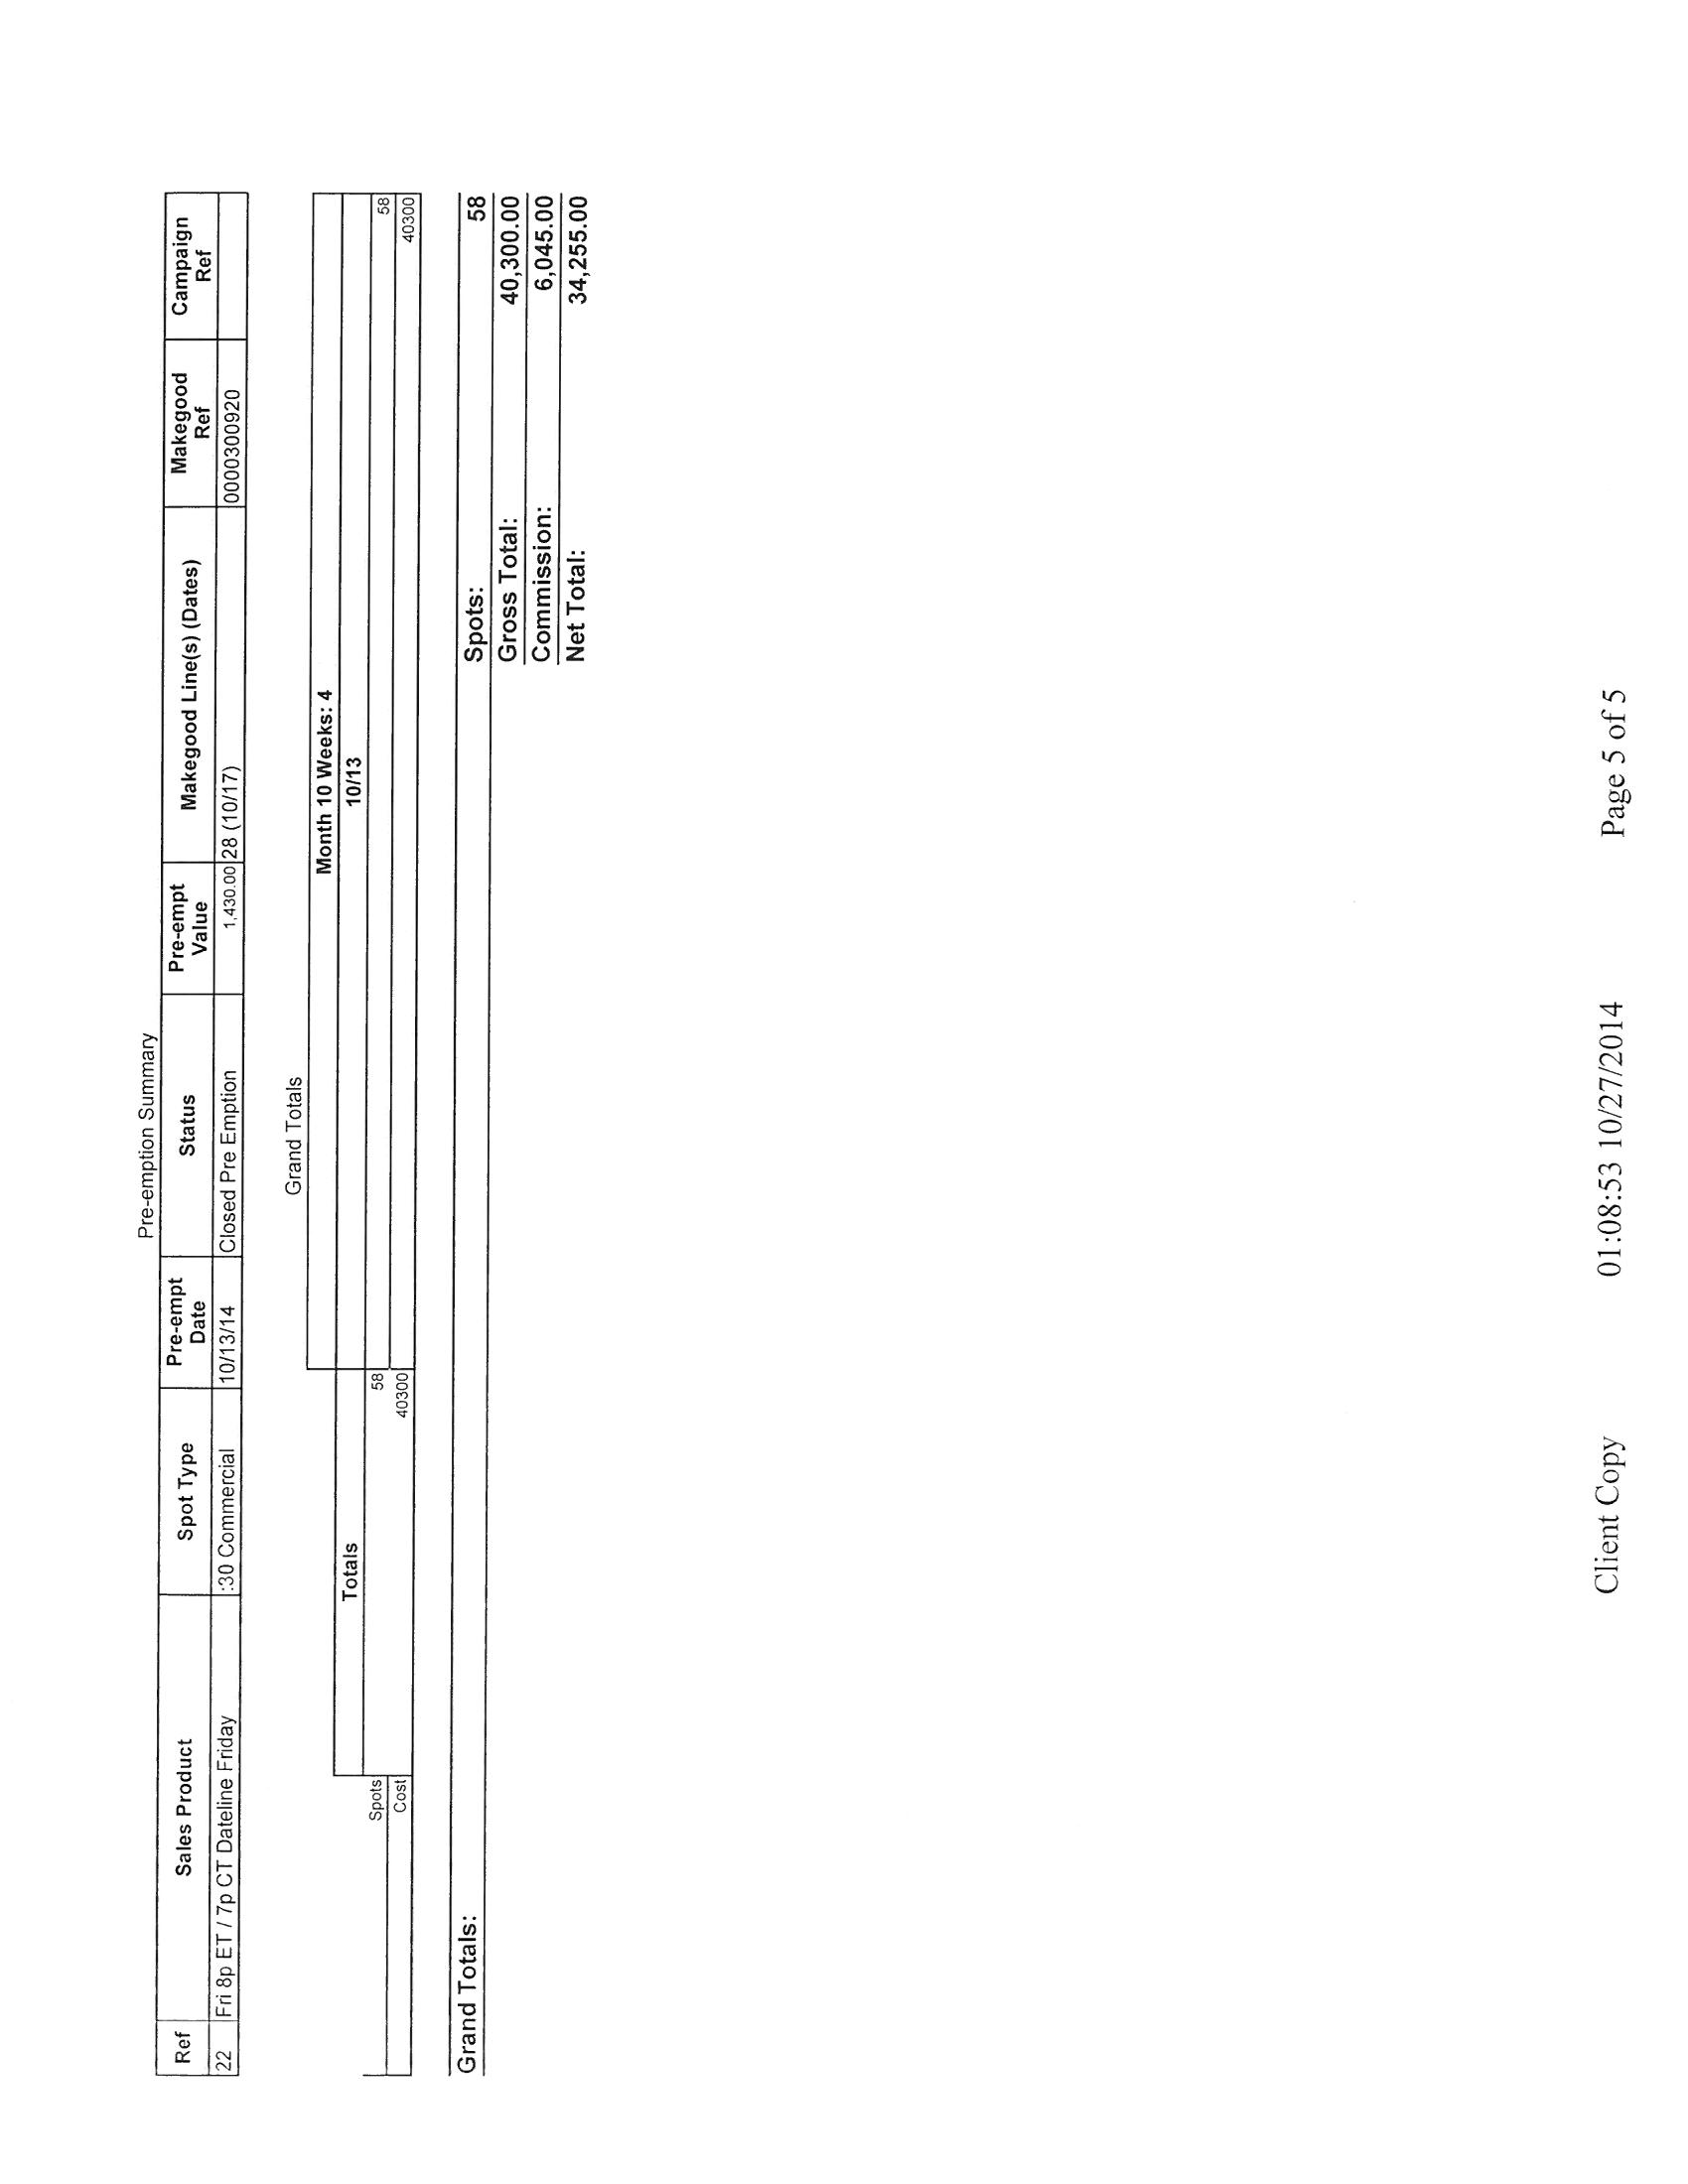 Pre-emption Summary
Ref Sales Product Spot Type Pre-empt Date Status Pre-empt Value Makegood Line(s) (Dates) Makegood Ref Campaign Ref
22 Fri 8p ET / 7p CT Dateline Friday :30 Commercial 10/13/14 Closed Pre Emption 1,430.00 28 (10/17) 0000300920
Grand Totals
Month 10 Weeks: 4
Totals 10/13
Spots 58 58
Cost 40300 40300
Grand Totals: Spots: 58
Gross Total: 40,300.00
Commission: 6,045.00
Net Total: 34,255.00
Client Copy 01:08:53 10/27/2014 Page 5 of 5